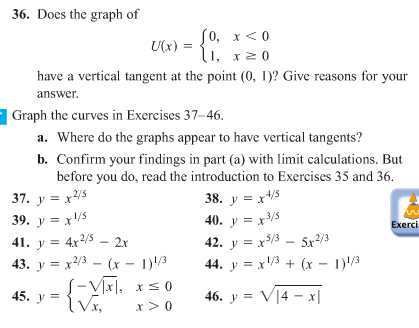 36. Does the graph of
U(x) = {0, x < 0
1, x ≥ 0
have a vertical tangent at the point (0, 1)? Give reasons for your
answer.
Graph the curves in Exercises 37–46.
a. Where do the graphs appear to have vertical tangents?
b. Confirm your findings in part (a) with limit calculations. But
before you do, read the introduction to Exercises 35 and 36.
37. y = x^{2/5} 38. y = x^{4/5}
39. y = x^{1/5} 40. y = x^{3/5}
Exerci
41. y = 4x^{2/5} − 2x 42. y = x^{5/3} − 5x^{2/3}
43. y = x^{2/3} − (x − 1)^{1/3} 44. y = x^{1/3} + (x − 1)^{1/3}
45. y = {−√|x|, x ≤ 0
√x, x > 0
46. y = √|4 − x|